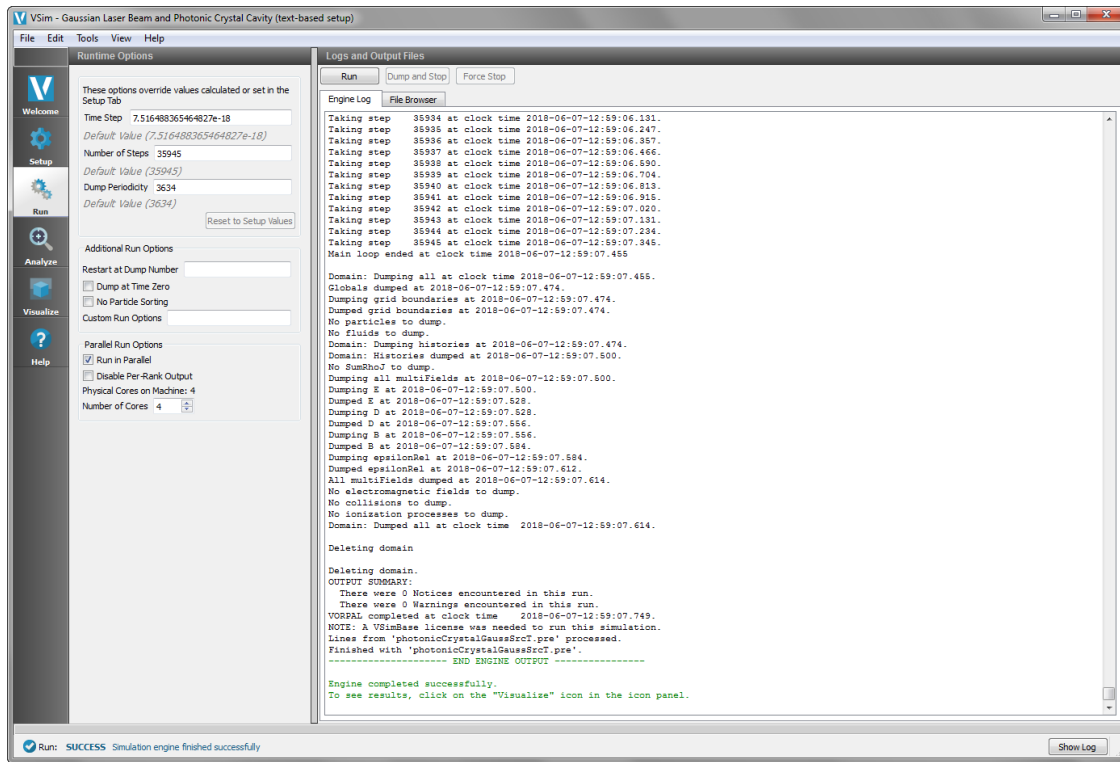 VSim - Gaussian Laser Beam and Photonic Crystal Cavity (text-based setup)
File Edit Tools View Help
Runtime Options
Logs and Output Files
Welcome
Setup
Run
Analyze
Visualize
Help
These options override values calculated or set in the
Setup Tab
Time Step 7.516488365464827e-18
Default Value (7.516488365464827e-18)
Number of Steps 35945
Default Value (35945)
Dump Periodicity 3634
Default Value (3634)
Reset to Setup Values
Additional Run Options
Restart at Dump Number
Dump at Time Zero
No Particle Sorting
Custom Run Options
Parallel Run Options
Run in Parallel
Disable Per-Rank Output
Physical Cores on Machine: 4
Number of Cores 4
Run Dump and Stop Force Stop
Engine Log File Browser
Taking step 35934 at clock time 2018-06-07-12:59:06.131.
Taking step 35935 at clock time 2018-06-07-12:59:06.247.
Taking step 35936 at clock time 2018-06-07-12:59:06.357.
Taking step 35937 at clock time 2018-06-07-12:59:06.466.
Taking step 35938 at clock time 2018-06-07-12:59:06.590.
Taking step 35939 at clock time 2018-06-07-12:59:06.704.
Taking step 35940 at clock time 2018-06-07-12:59:06.813.
Taking step 35941 at clock time 2018-06-07-12:59:06.915.
Taking step 35942 at clock time 2018-06-07-12:59:07.020.
Taking step 35943 at clock time 2018-06-07-12:59:07.131.
Taking step 35944 at clock time 2018-06-07-12:59:07.234.
Taking step 35945 at clock time 2018-06-07-12:59:07.345.
Main loop ended at clock time 2018-06-07-12:59:07.455
Domain: Dumping all at clock time 2018-06-07-12:59:07.455.
Globals dumped at 2018-06-07-12:59:07.474.
Dumping grid boundaries at 2018-06-07-12:59:07.474.
Dumped grid boundaries at 2018-06-07-12:59:07.474.
No particles to dump.
No fluids to dump.
Domain: Dumping histories at 2018-06-07-12:59:07.474.
Domain: Histories dumped at 2018-06-07-12:59:07.500.
No SumRhoJ to dump.
Dumping all multiFields at 2018-06-07-12:59:07.500.
Dumping E at 2018-06-07-12:59:07.500.
Dumped E at 2018-06-07-12:59:07.528.
Dumping D at 2018-06-07-12:59:07.528.
Dumped D at 2018-06-07-12:59:07.556.
Dumping B at 2018-06-07-12:59:07.556.
Dumped B at 2018-06-07-12:59:07.584.
Dumping epsilonRel at 2018-06-07-12:59:07.584.
Dumped epsilonRel at 2018-06-07-12:59:07.612.
All multiFields dumped at 2018-06-07-12:59:07.614.
No electromagnetic fields to dump.
No collisions to dump.
No ionization processes to dump.
Domain: Dumped all at clock time 2018-06-07-12:59:07.614.
Deleting domain
Deleting domain.
OUTPUT SUMMARY:
There were 0 Notices encountered in this run.
There were 0 Warnings encountered in this run.
VORPAL completed at clock time 2018-06-07-12:59:07.749.
NOTE: A VSimBase license was needed to run this simulation.
Lines from 'photonicCrystalGaussSrcT.pre' processed.
Finished with 'photonicCrystalGaussSrcT.pre'.
--------------------- END ENGINE OUTPUT ----------------
Engine completed successfully.
To see results, click on the "Visualize" icon in the icon panel.
Run: SUCCESS Simulation engine finished successfully
Show Log